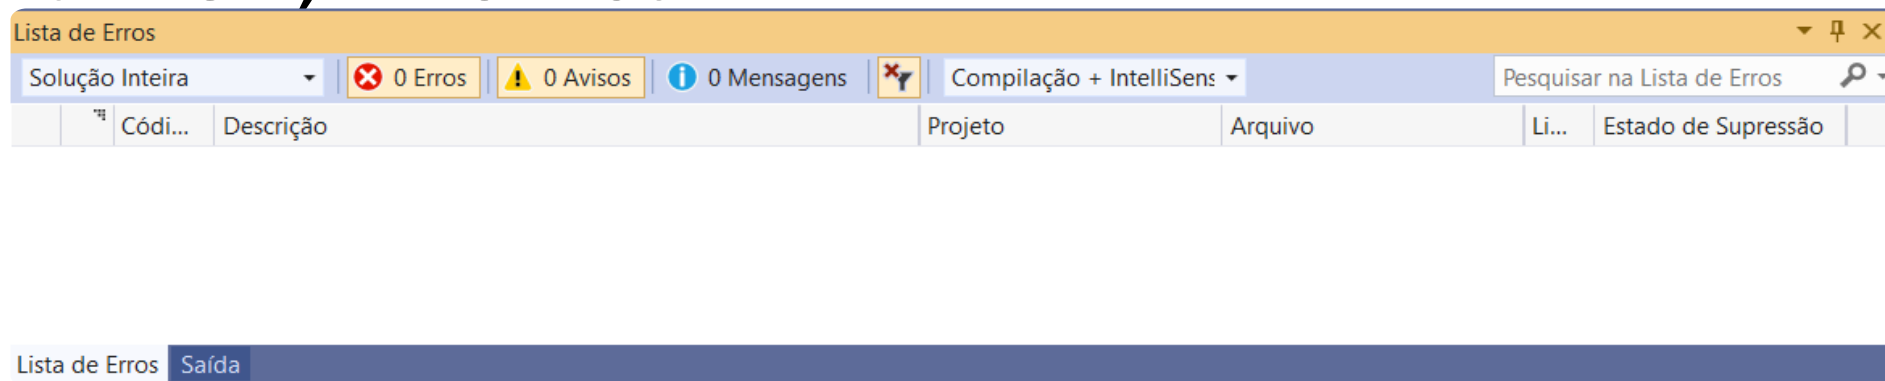 Lista de Erros
Solução Inteira 0 Erros 0 Avisos 0 Mensagens Compilação + IntelliSens Pesquisar na Lista de Erros
Códi... Descrição Projeto Arquivo Li... Estado de Supressão
Lista de Erros Saída